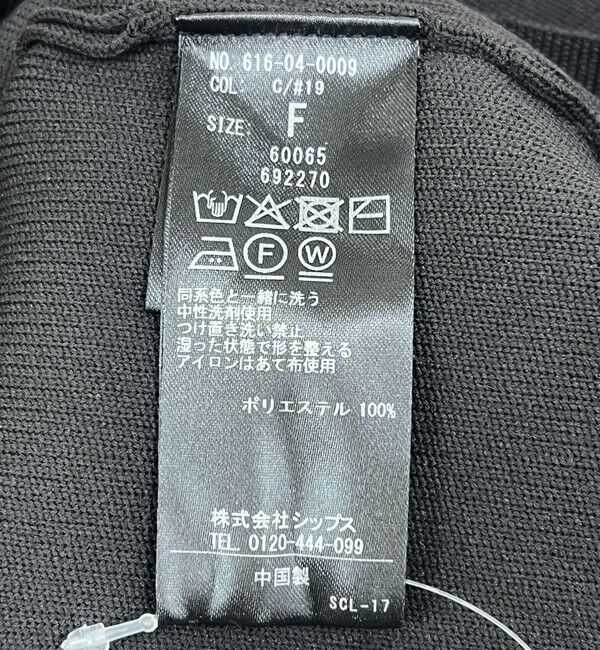 NO. 616-04-0009
COL: C/#19
SIZE: F
60065
692270
F
W
同系色と一緒に洗う
中性洗剤使用
つけ置き洗い禁止
湿った状態で形を整える
アイロンはあて布使用
ポリエステル 100%
株式会社シップス
TEL 0120-444-099
中国製
SCL-17